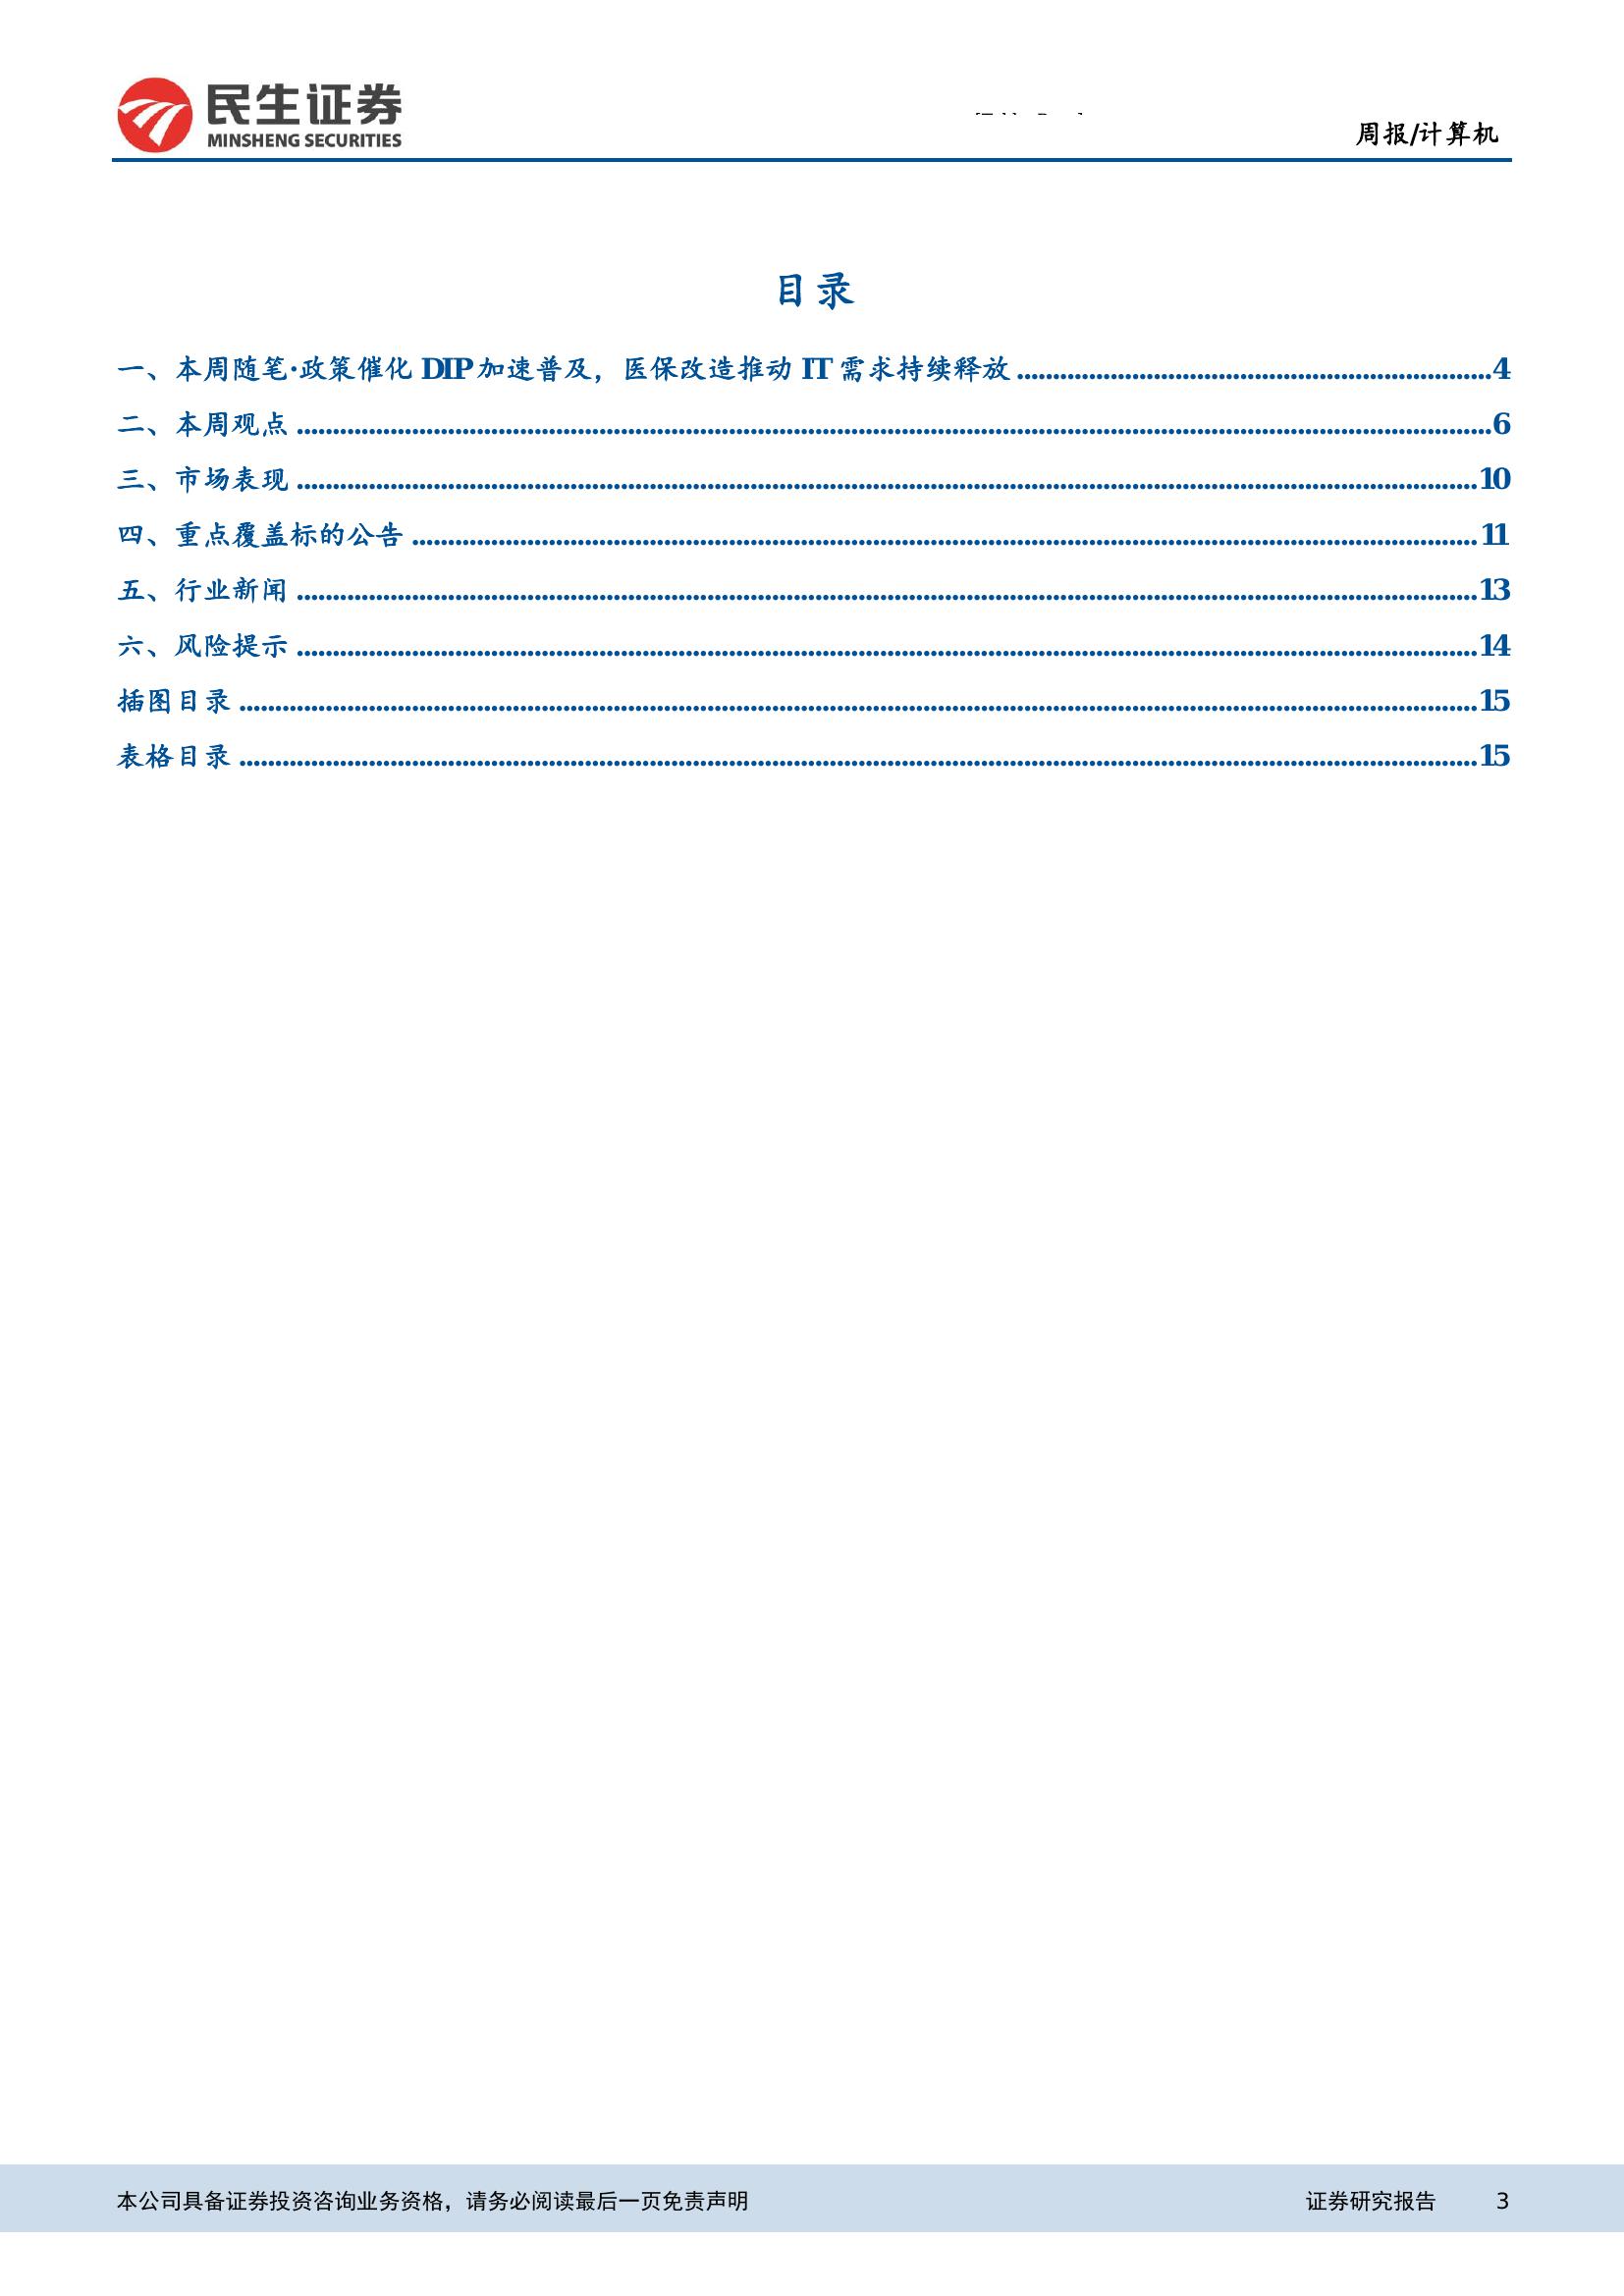 民生证券
MINSHENG SECURITIES
周报/计算机
目录
一、本周随笔·政策催化 DIP 加速普及，医保改造推动 IT 需求持续释放 ........ 4
二、本周观点 ........ 6
三、市场表现 ........ 10
四、重点覆盖标的公告 ........ 11
五、行业新闻 ........ 13
六、风险提示 ........ 14
插图目录 ........ 15
表格目录 ........ 15
本公司具备证券投资咨询业务资格，请务必阅读最后一页免责声明 证券研究报告 3